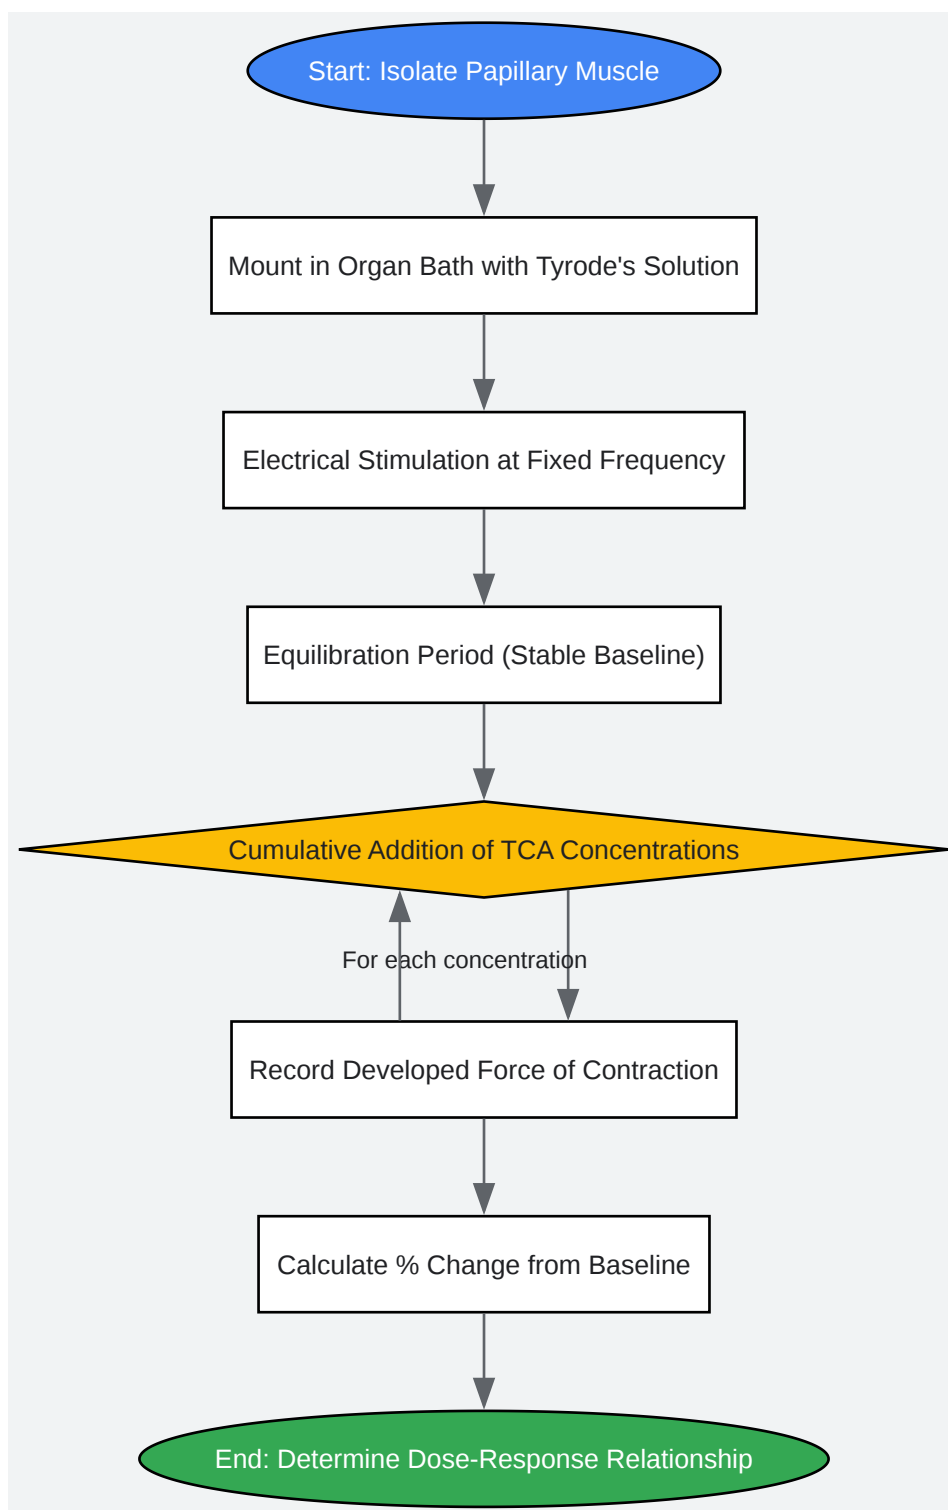 Start: Isolate Papillary Muscle
Mount in Organ Bath with Tyrode's Solution
Electrical Stimulation at Fixed Frequency
Equilibration Period (Stable Baseline)
Cumulative Addition of TCA Concentrations
For each concentration
Record Developed Force of Contraction
Calculate % Change from Baseline
End: Determine Dose-Response Relationship